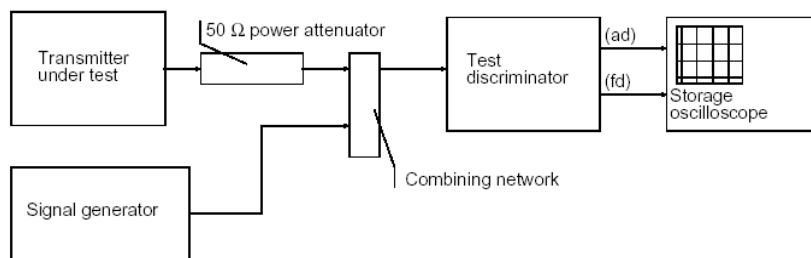 50 Ω power attenuator
Transmitter
under test
Test
discriminator
(ad)
(fd)
Storage
oscilloscope
Combining network
Signal generator